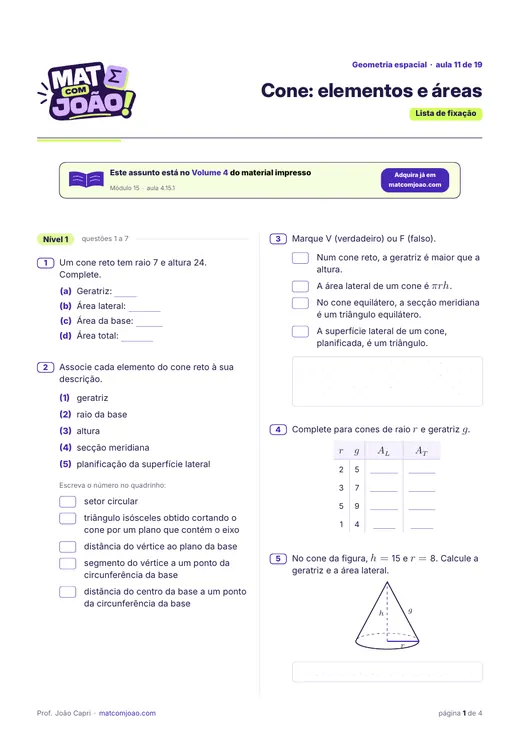 MAT Σ
COM
JOÃO!
Geometria espacial · aula 11 de 19
Cone: elementos e áreas
Lista de fixação
Este assunto está no Volume 4 do material impresso
Módulo 15 · aula 4.15.1
Adquira já em
matcomjoao.com
Nível 1 questões 1 a 7
1 Um cone reto tem raio 7 e altura 24.
Complete.
(a) Geratriz:
(b) Área lateral:
(c) Área da base:
(d) Área total:
2 Associe cada elemento do cone reto à sua
descrição.
(1) geratriz
(2) raio da base
(3) altura
(4) secção meridiana
(5) planificação da superfície lateral
Escreva o número no quadrinho:
setor circular
triângulo isósceles obtido cortando o
cone por um plano que contém o eixo
distância do vértice ao plano da base
segmento do vértice a um ponto da
circunferência da base
distância do centro da base a um ponto
da circunferência da base
3 Marque V (verdadeiro) ou F (falso).
Num cone reto, a geratriz é maior que a
altura.
A área lateral de um cone é πrh.
No cone equilátero, a secção meridiana
é um triângulo equilátero.
A superfície lateral de um cone,
planificada, é um triângulo.
4 Complete para cones de raio r e geratriz g.
r g A_L A_T
2 5
3 7
5 9
1 4
5 No cone da figura, h = 15 e r = 8. Calcule a
geratriz e a área lateral.
h g
r
Prof. João Capri · matcomjoao.com
página 1 de 4